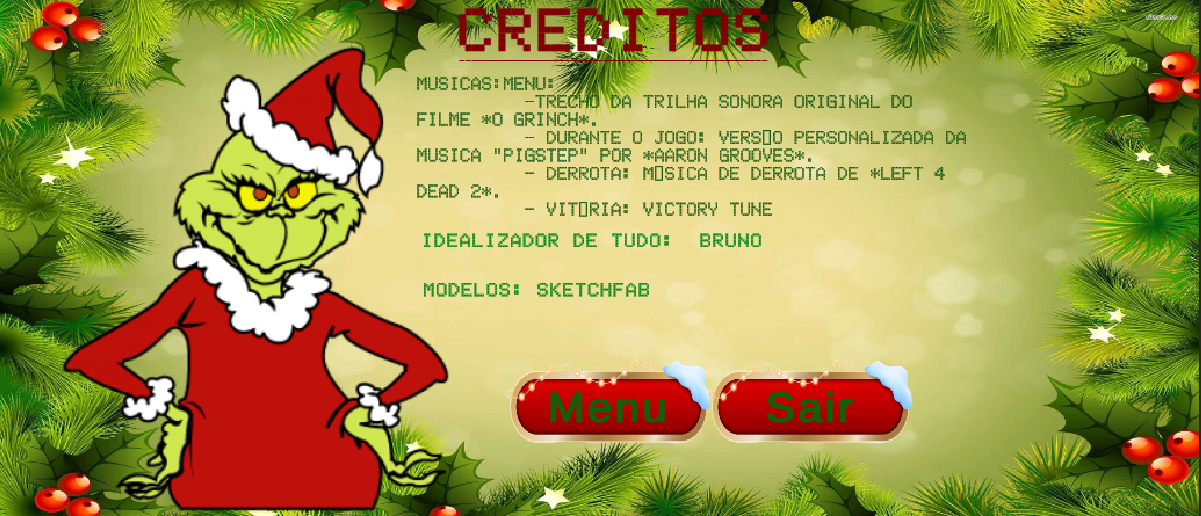 CREDITOS
MUSICAS:MENU:
-TRECHO DA TRILHA SONORA ORIGINAL DO
FILME *O GRINCH*.
- DURANTE O JOGO: VERS▯O PERSONALIZADA DA
MUSICA "PIGSTEP" POR *AARON GROOVES*.
- DERROTA: M▯SICA DE DERROTA DE *LEFT 4
DEAD 2*.
- VIT▯RIA: VICTORY TUNE
IDEALIZADOR DE TUDO: BRUNO
MODELOS: SKETCHFAB
Menu
Sair